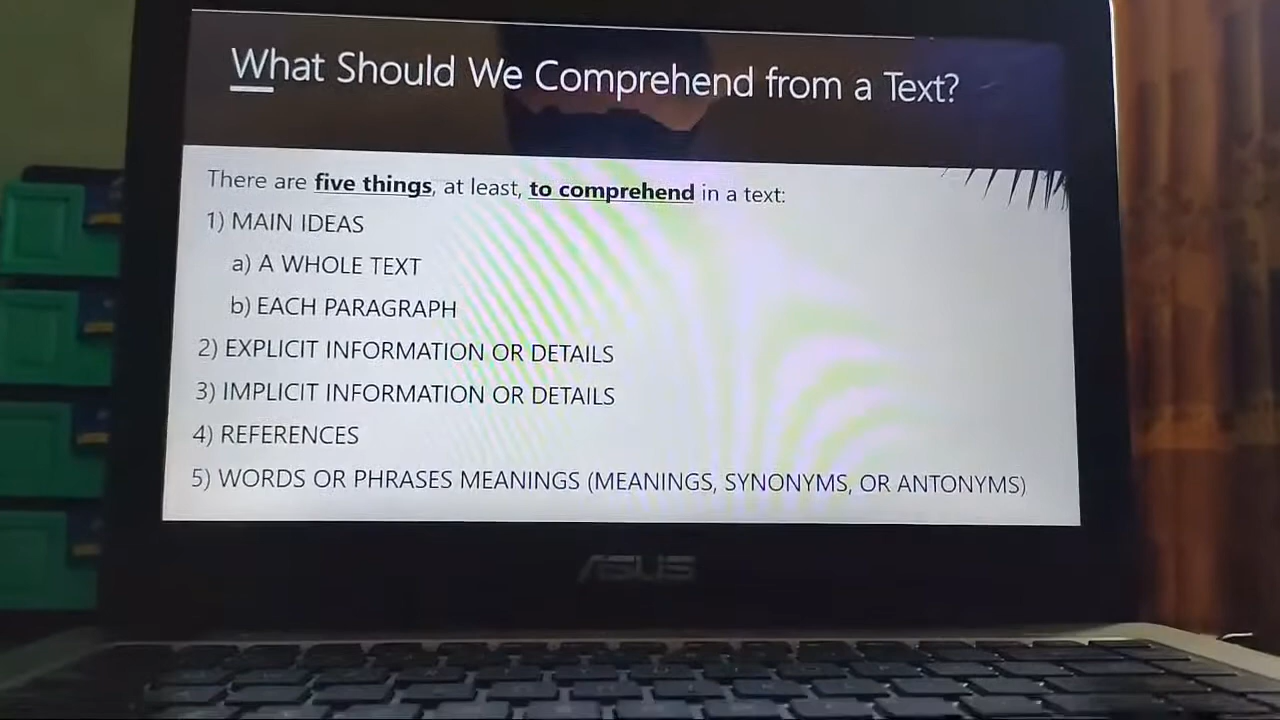 What Should We Comprehend from a Text?
There are five things, at least, to comprehend in a text:
1) MAIN IDEAS
a) A WHOLE TEXT
b) EACH PARAGRAPH
2) EXPLICIT INFORMATION OR DETAILS
3) IMPLICIT INFORMATION OR DETAILS
4) REFERENCES
5) WORDS OR PHRASES MEANINGS (MEANINGS, SYNONYMS, OR ANTONYMS)
ASUS